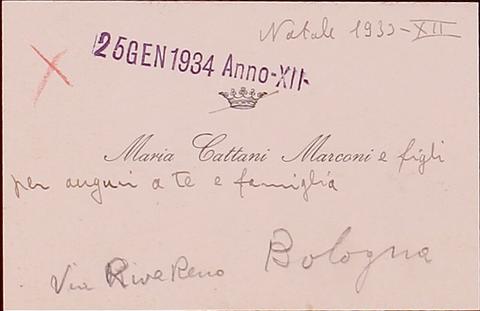 Natale 1933-XII
25 GEN 1934 Anno-XII-
Maria Cattani Marconi e figli
per auguri a te e famiglia
Via Riva Reno Bologna